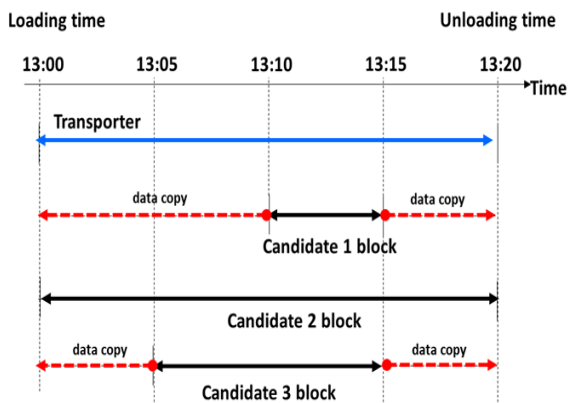 Loading time
Unloading time
13:00 13:05 13:10 13:15 13:20
Time
Transporter
data copy
data copy
Candidate 1 block
Candidate 2 block
data copy
data copy
Candidate 3 block